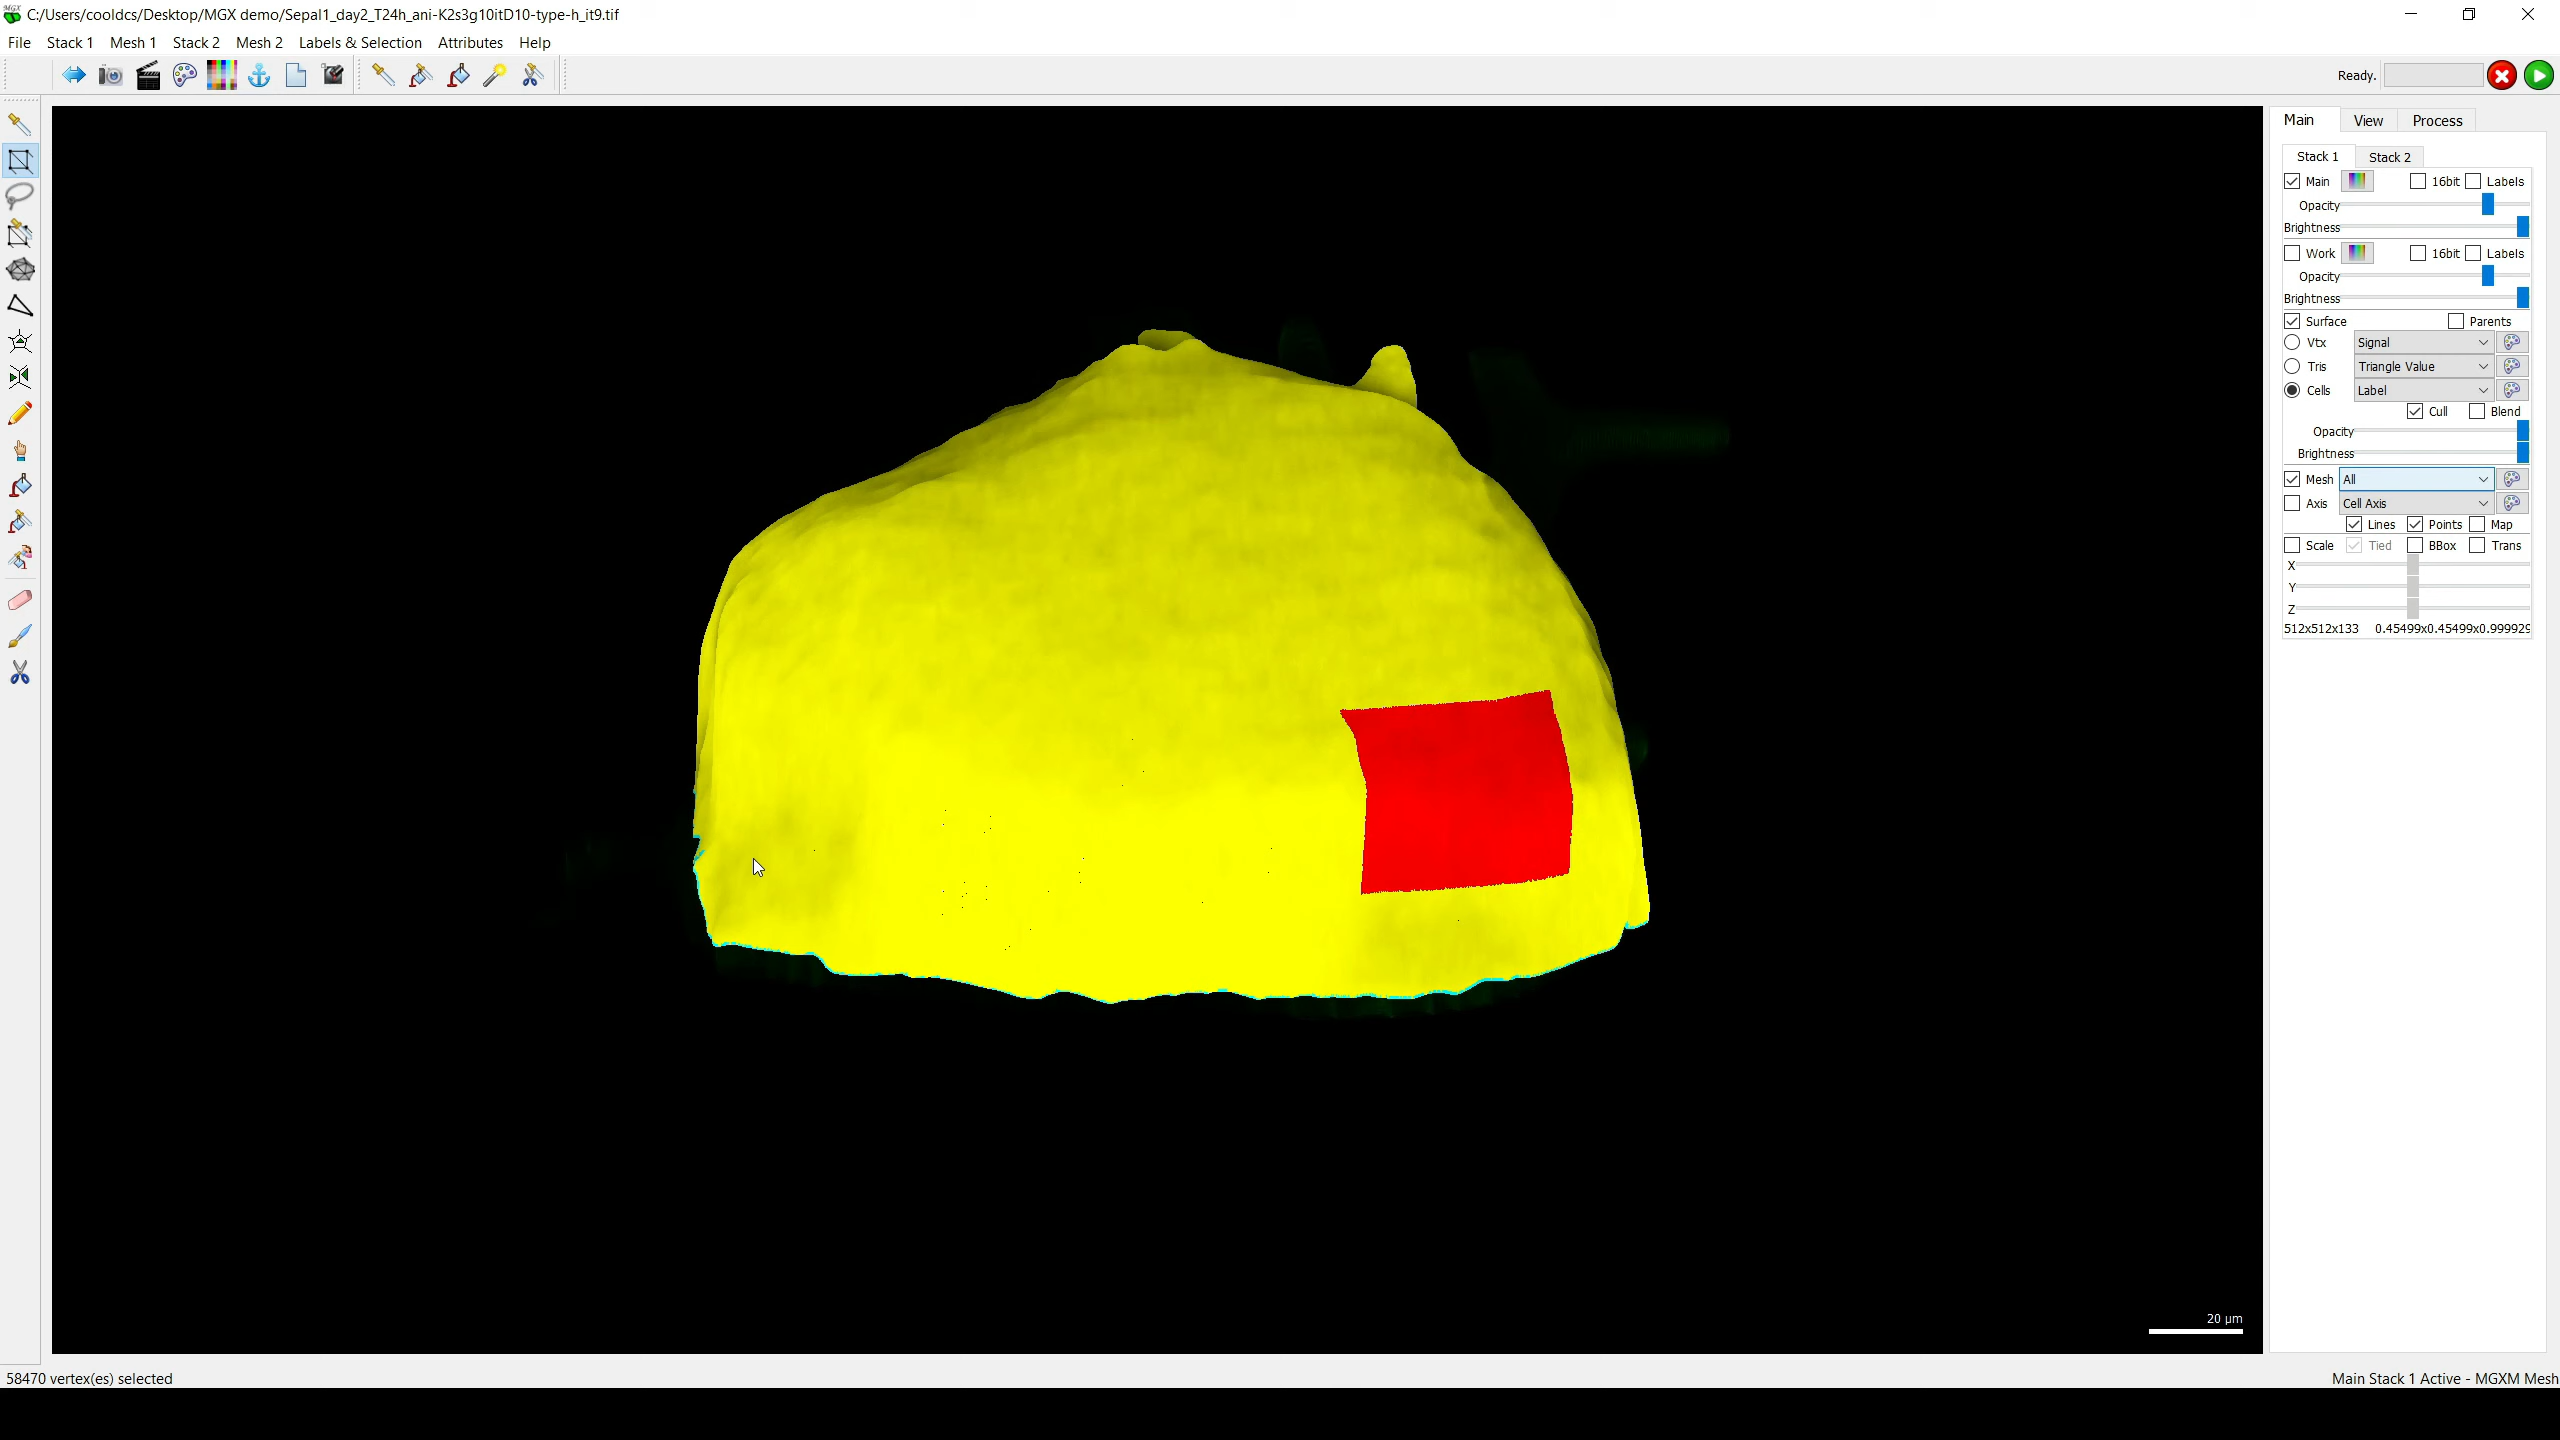 C:/Users/cooldcs/Desktop/MGX demo/Sepal1_day2_T24h_ani-K2s3g10itD10-type-h_it9.tif
File Stack 1 Mesh 1 Stack 2 Mesh 2 Labels & Selection Attributes Help
Ready.
Main View Process
Stack 1 Stack 2
Main 16bit Labels
Opacity
Brightness
Work 16bit Labels
Opacity
Brightness
Surface Parents
Vtx Signal
Tris Triangle Value
Cells Label
Cull Blend
Opacity
Brightness
Mesh All
Axis Cell Axis
Lines Points Map
Scale Tied BBox Trans
X
Y
Z
512x512x133 0.45499x0.45499x0.999929
20 µm
58470 vertex(es) selected
Main Stack 1 Active - MGXM Mesh